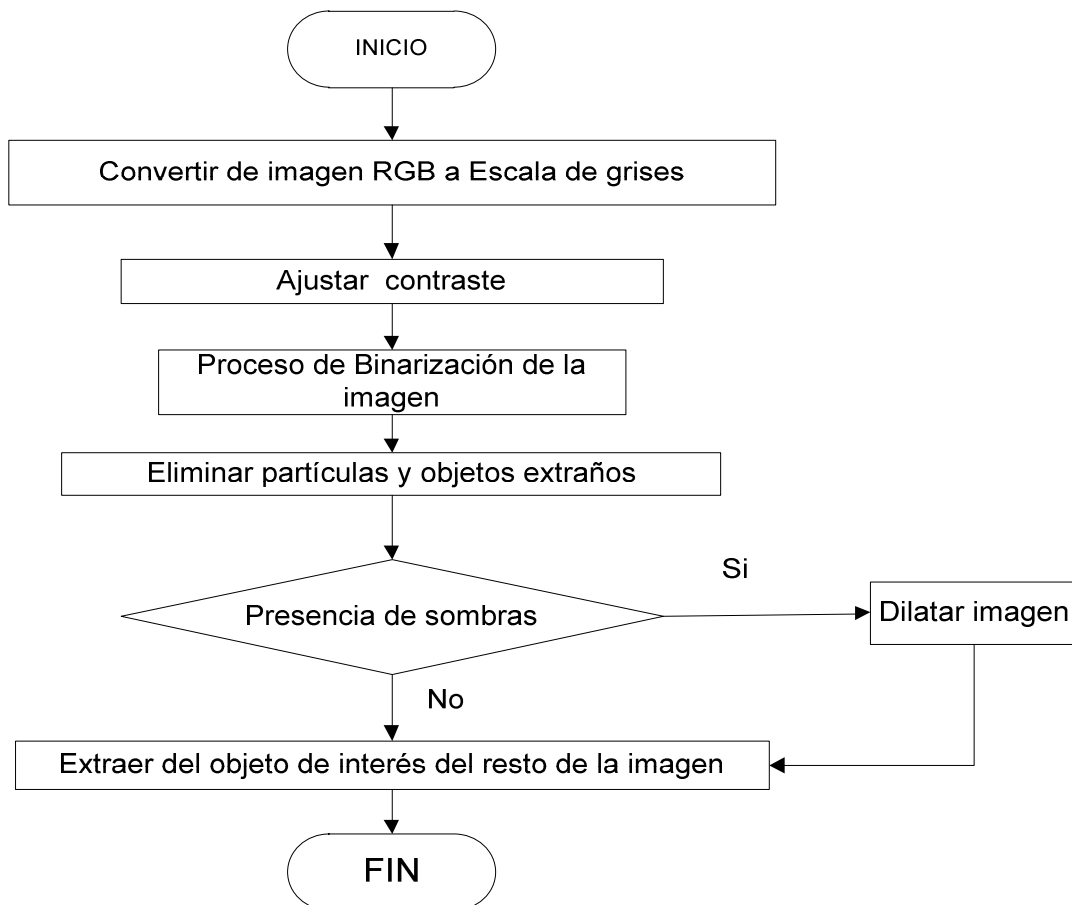 INICIO
Convertir de imagen RGB a Escala de grises
Ajustar contraste
Proceso de Binarización de la
imagen
Eliminar partículas y objetos extraños
Presencia de sombras
Si
Dilatar imagen
No
Extraer del objeto de interés del resto de la imagen
FIN